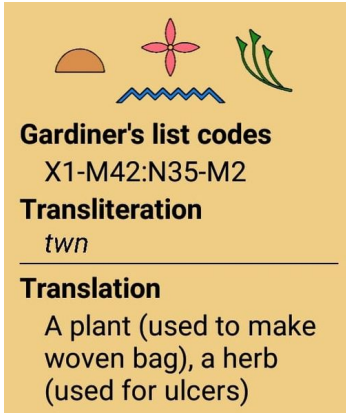 𓏏𓇬𓈖𓆰
Gardiner's list codes
X1-M42:N35-M2
Transliteration
twn
Translation
A plant (used to make
woven bag), a herb
(used for ulcers)